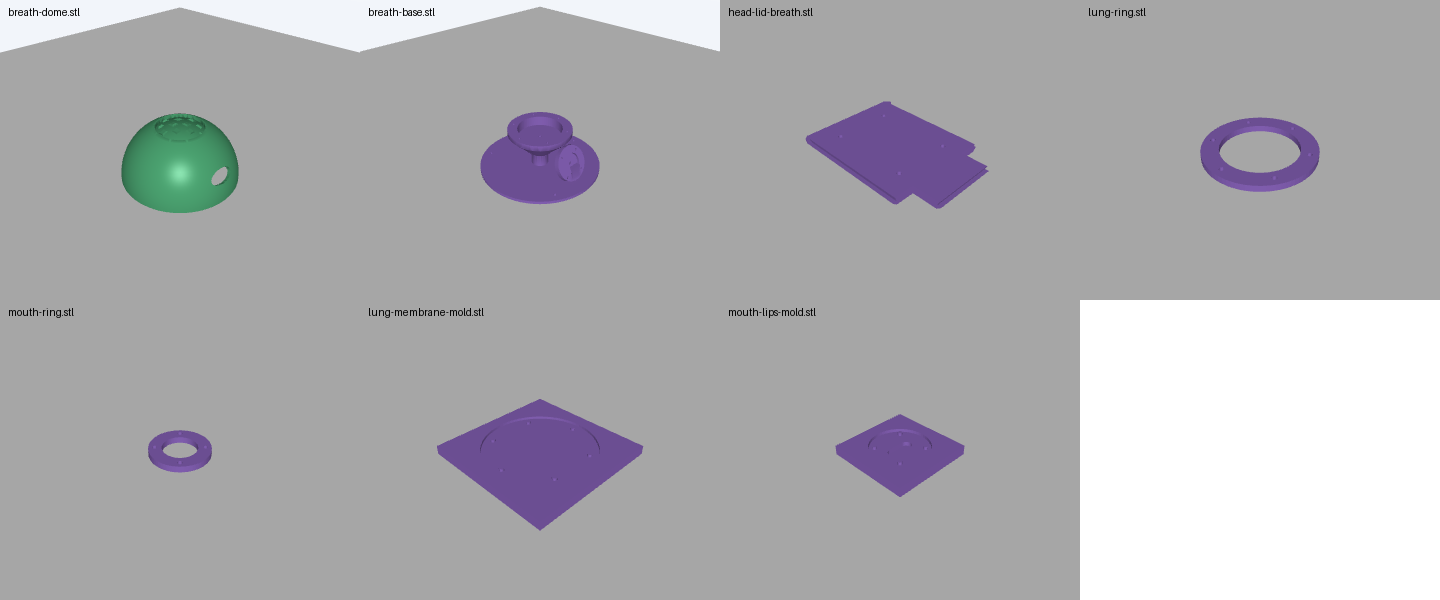 breath-dome.stl
breath-base.stl
head-lid-breath.stl
lung-ring.stl
mouth-ring.stl
lung-membrane-mold.stl
mouth-lips-mold.stl